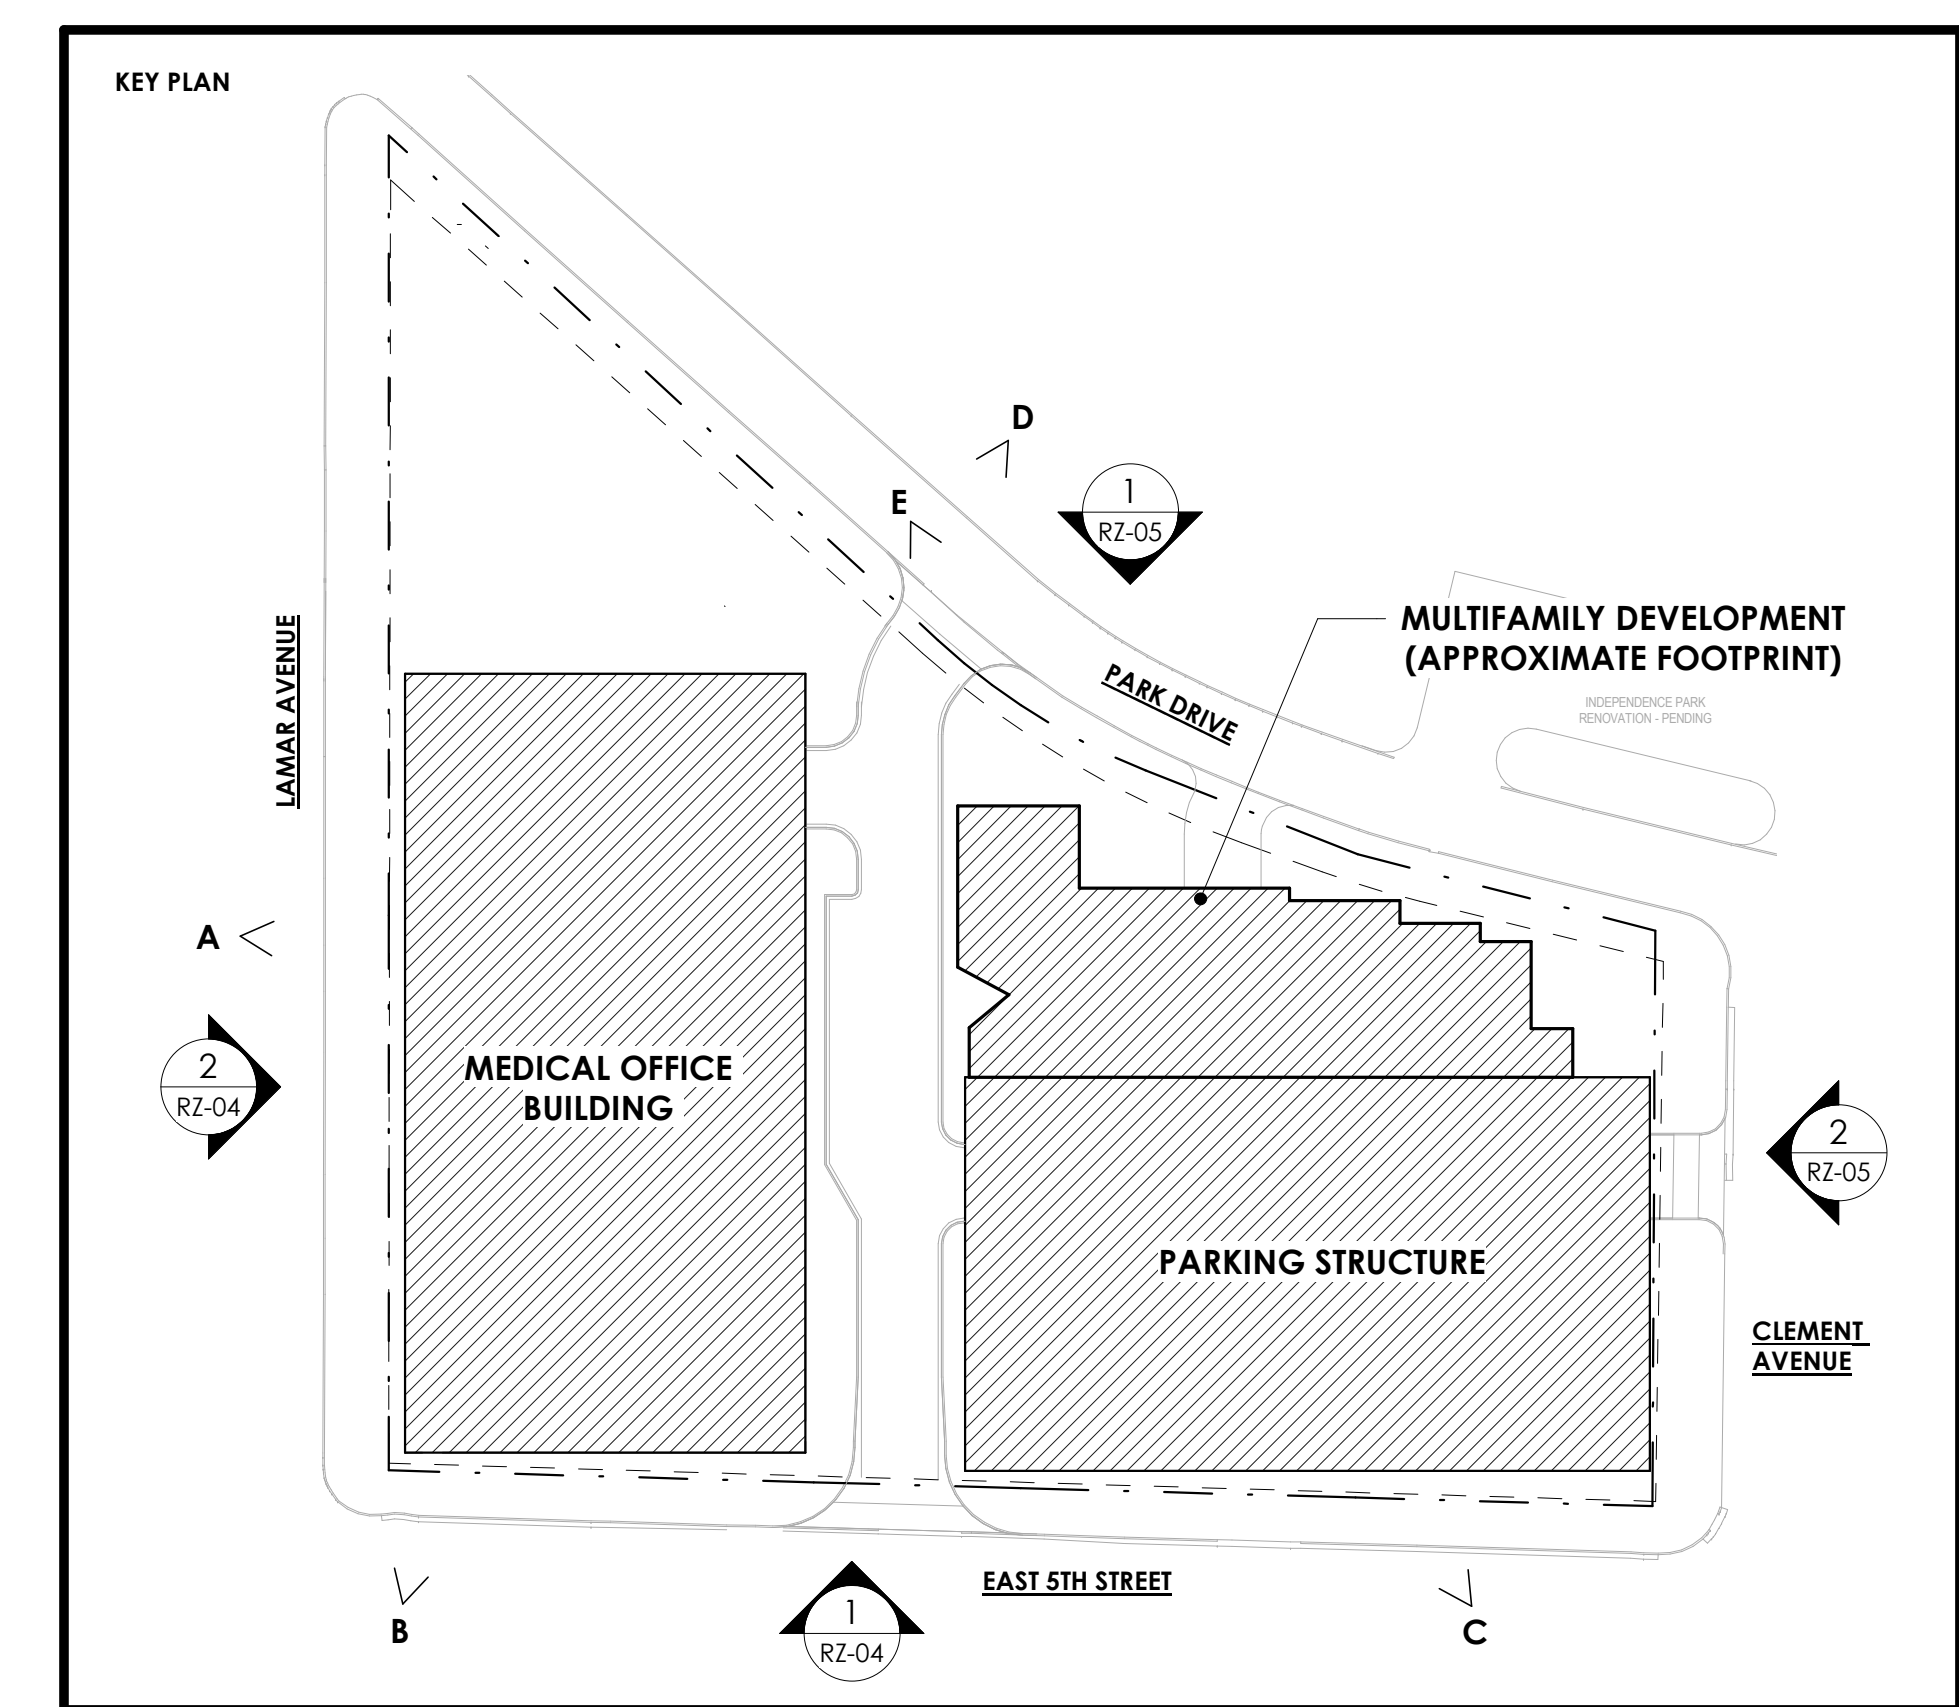 KEY PLAN
D
E
1
RZ-05
MULTIFAMILY DEVELOPMENT
(APPROXIMATE FOOTPRINT)
LAMAR AVENUE
PARK DRIVE
INDEPENDENCE PARK
RENOVATION - PENDING
A
2
RZ-04
MEDICAL OFFICE
BUILDING
2
RZ-05
PARKING STRUCTURE
CLEMENT
AVENUE
EAST 5TH STREET
B
1
RZ-04
C